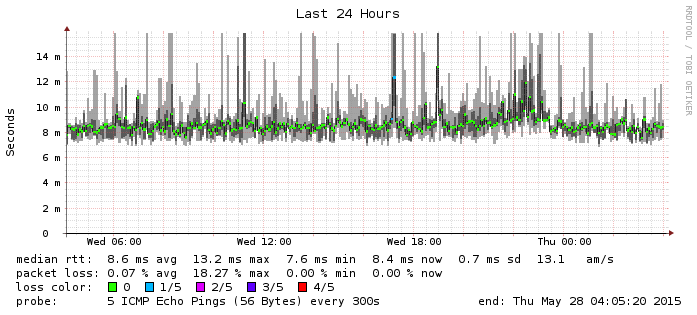 Last 24 Hours
RRDTOOL / TOBI OETIKER
Seconds
14 m
12 m
10 m
8 m
6 m
4 m
2 m
0
Wed 06:00 Wed 12:00 Wed 18:00 Thu 00:00
median rtt: 8.6 ms avg 13.2 ms max 7.6 ms min 8.4 ms now 0.7 ms sd 13.1 am/s
packet loss: 0.07 % avg 18.27 % max 0.00 % min 0.00 % now
loss color: 0 1/5 2/5 3/5 4/5
probe: 5 ICMP Echo Pings (56 Bytes) every 300s end: Thu May 28 04:05:20 2015